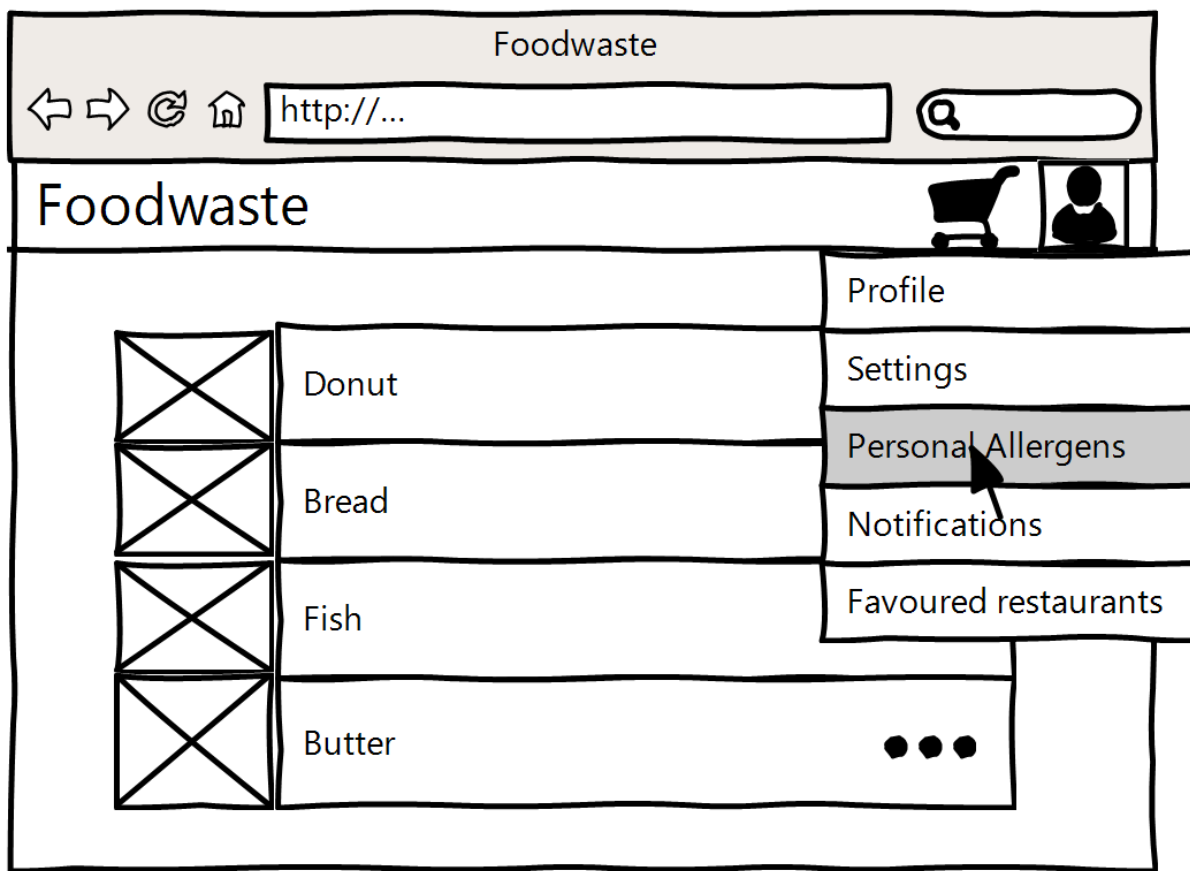 Foodwaste
http://...
Foodwaste
Profile
Settings
Personal Allergens
Notifications
Favoured restaurants
Donut
Bread
Fish
Butter